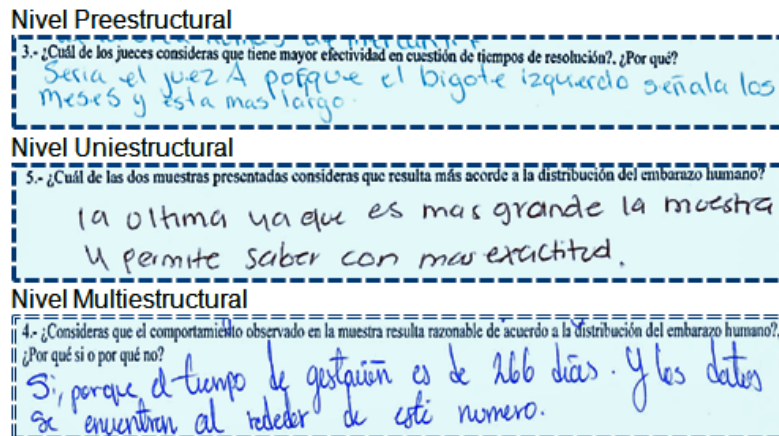 Nivel Preestructural
3.- ¿Cuál de los jueces consideras que tiene mayor efectividad en cuestión de tiempos de resolución?, ¿Por qué?
Seria el juez A porque el bigote izquierdo señala los
meses y esta mas largo.
Nivel Uniestructural
5.- ¿Cuál de las dos muestras presentadas consideras que resulta más acorde a la distribución del embarazo humano?
la ultima ya que es mas grande la muestra
y permite saber con mas exactitud.
Nivel Multiestructural
4.- ¿Consideras que el comportamiento observado en la muestra resulta razonable de acuerdo a la distribución del embarazo humano?,
¿Por qué si o por qué no?
Si, porque el tiempo de gestación es de 266 días. Y los datos
se encuentran al rededor de este numero.